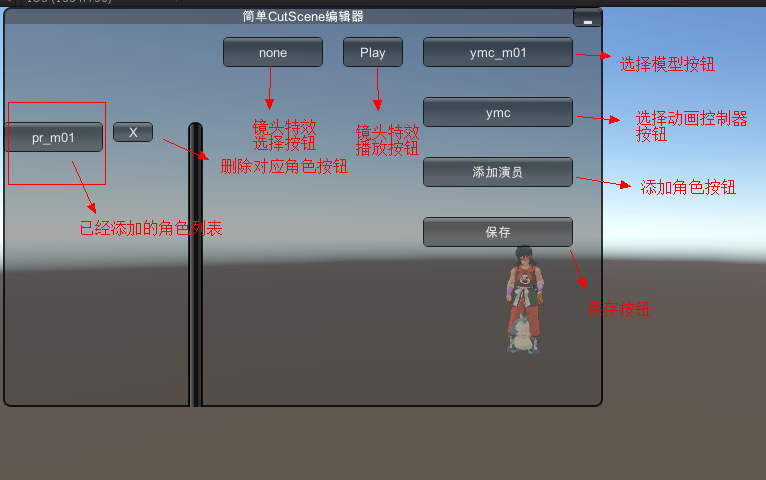 简单CutScene编辑器
none
Play
ymc_m01
选择模型按钮
ymc
镜头特效
选择按钮
镜头特效
播放按钮
选择动画控制器
按钮
pr_m01
X
删除对应角色按钮
添加演员
添加角色按钮
已经添加的角色列表
保存
保存按钮